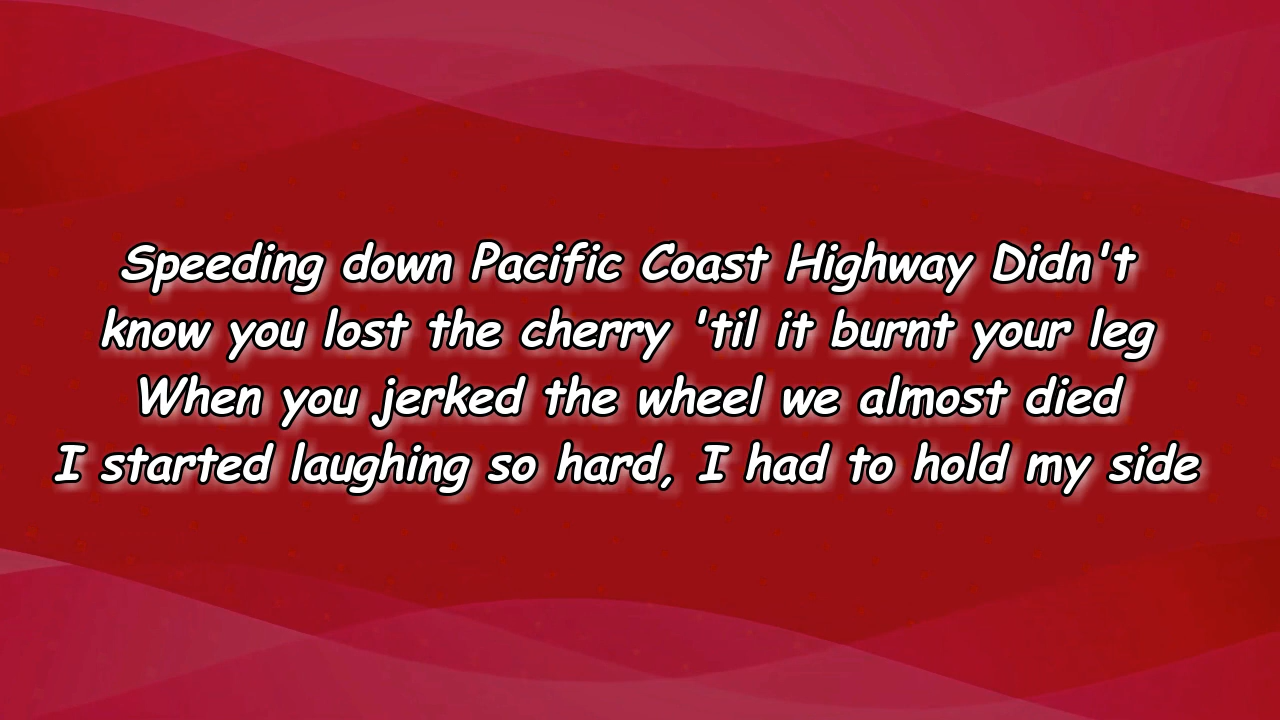 Speeding down Pacific Coast Highway Didn't
know you lost the cherry 'til it burnt your leg
When you jerked the wheel we almost died
I started laughing so hard, I had to hold my side